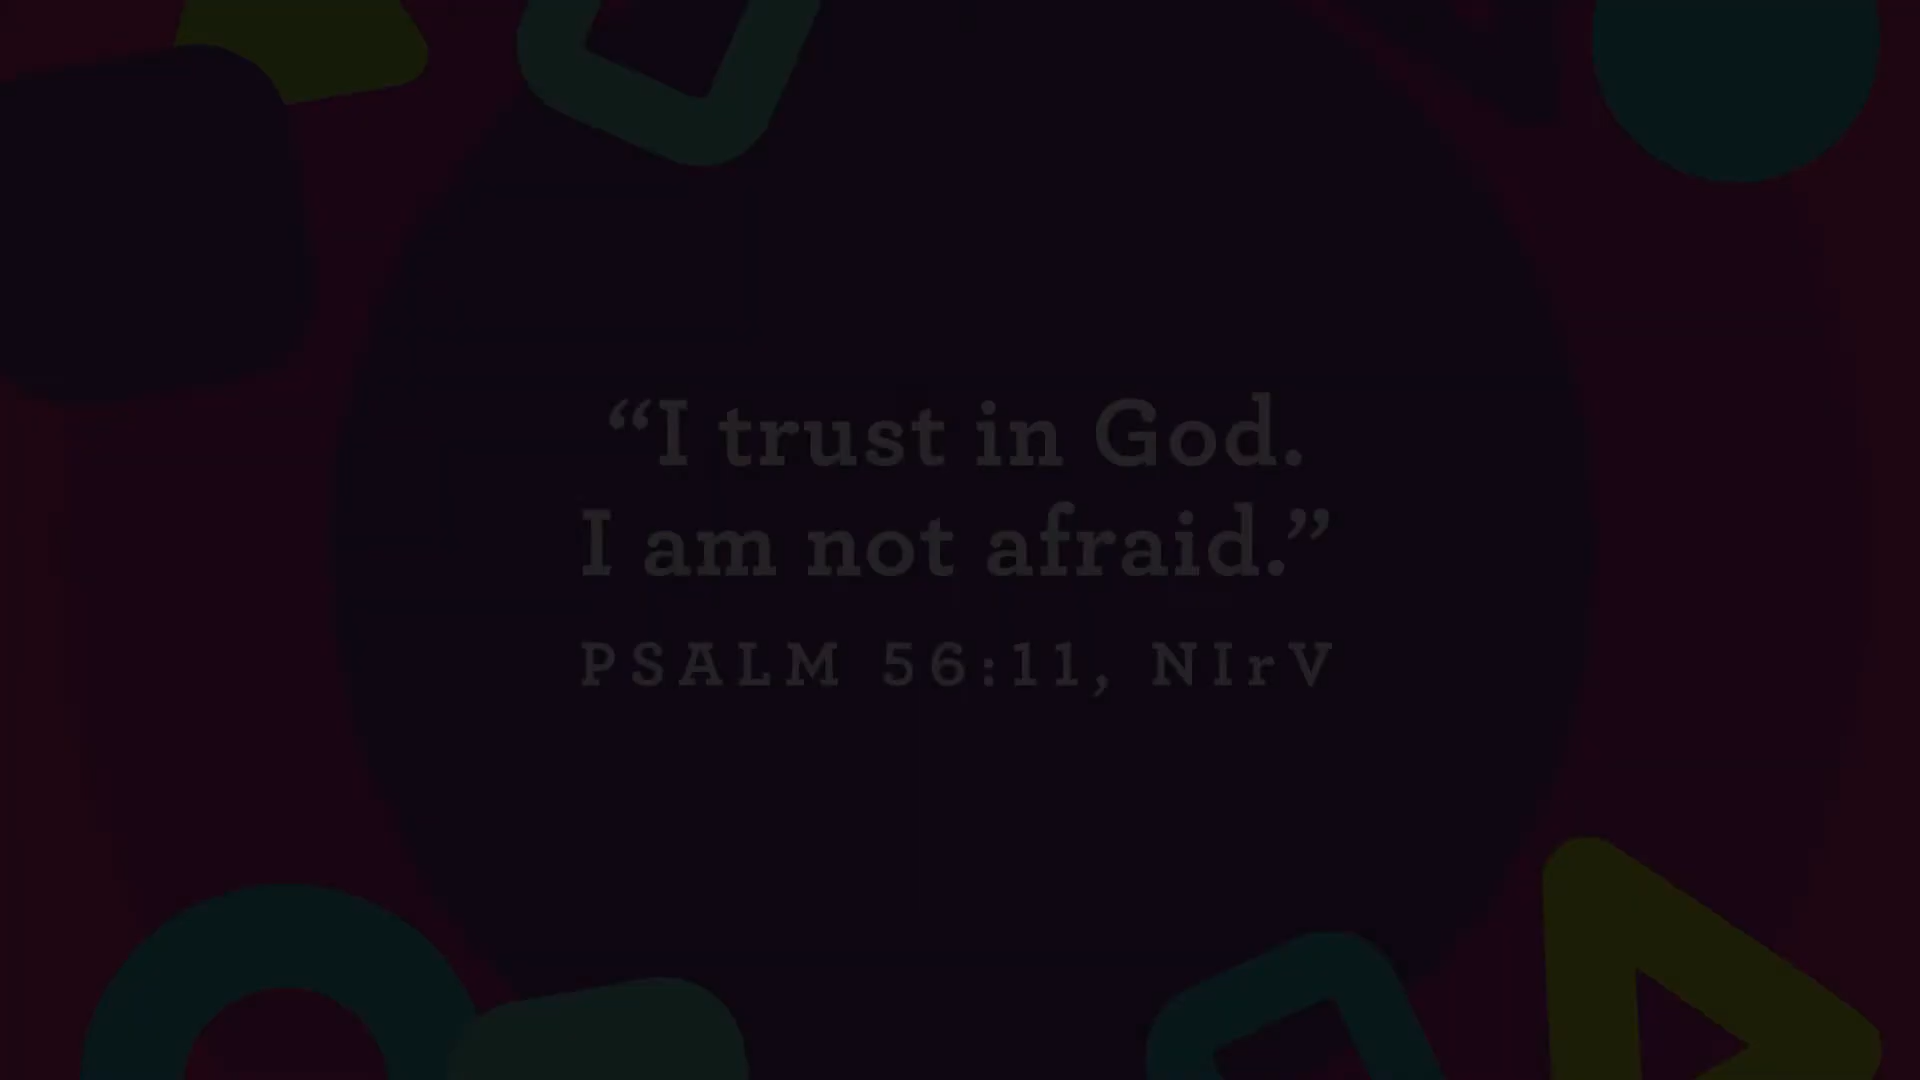 “I trust in God.
I am not afraid.”
PSALM 56:11, NIrV